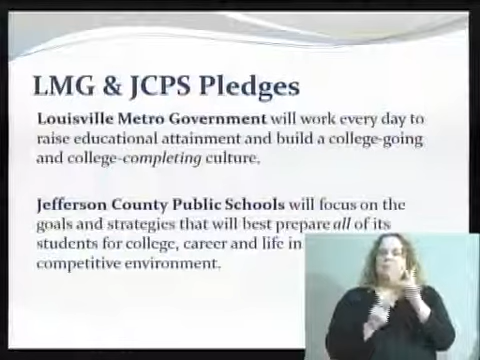 LMG & JCPS Pledges
Louisville Metro Government will work every day to
raise educational attainment and build a college-going
and college-completing culture.
Jefferson County Public Schools will focus on the
goals and strategies that will best prepare all of its
students for college, career and life in
competitive environment.